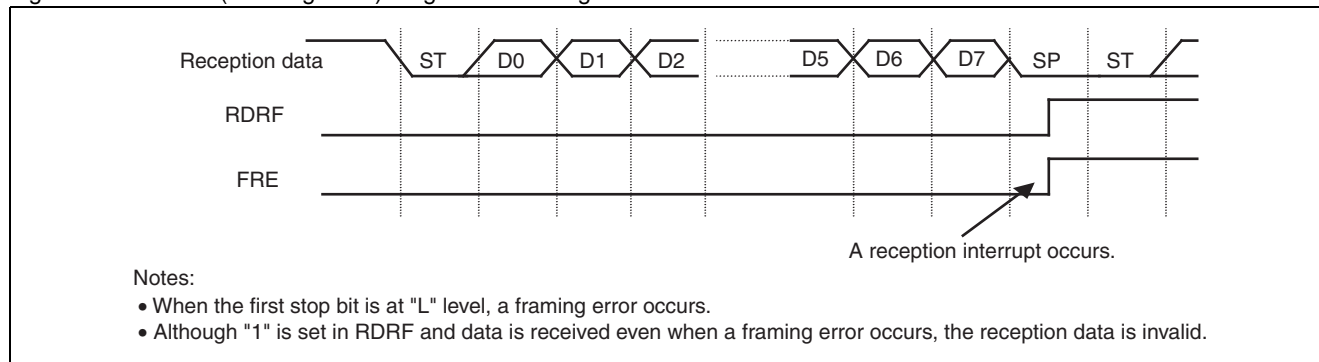 Reception data ST D0 D1 D2 D5 D6 D7 SP ST
RDRF
FRE
A reception interrupt occurs.
Notes:
• When the first stop bit is at "L" level, a framing error occurs.
• Although "1" is set in RDRF and data is received even when a framing error occurs, the reception data is invalid.